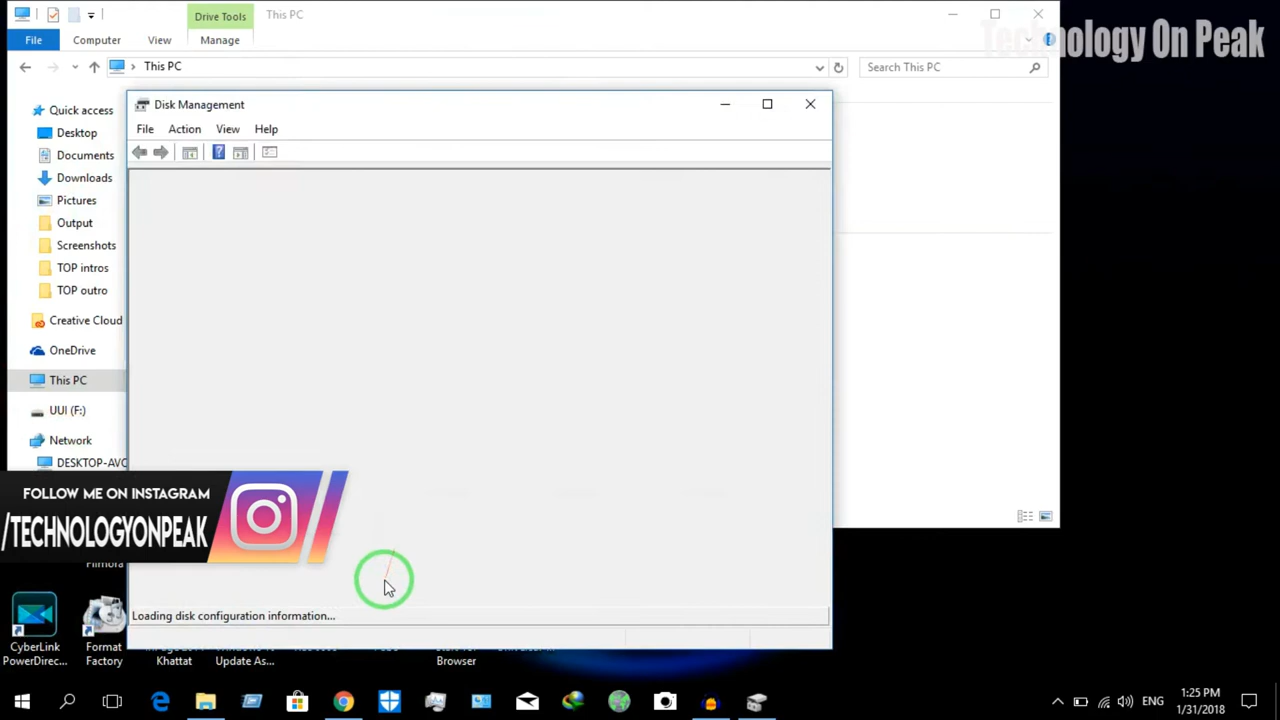 Drive Tools
This PC
File
Computer
View
Manage
Technology On Peak
This PC
Search This PC
Quick access
Desktop
Documents
Downloads
Pictures
Output
Screenshots
TOP intros
TOP outro
Creative Cloud
OneDrive
This PC
UUI (F:)
Network
DESKTOP-AVO
Disk Management
File
Action
View
Help
Loading disk configuration information...
FOLLOW ME ON INSTAGRAM
/TECHNOLOGYONPEAK
CyberLink
PowerDirec...
Format
Factory
Khattat
Update As...
Start for
Browser
ENG
1:25 PM
1/31/2018